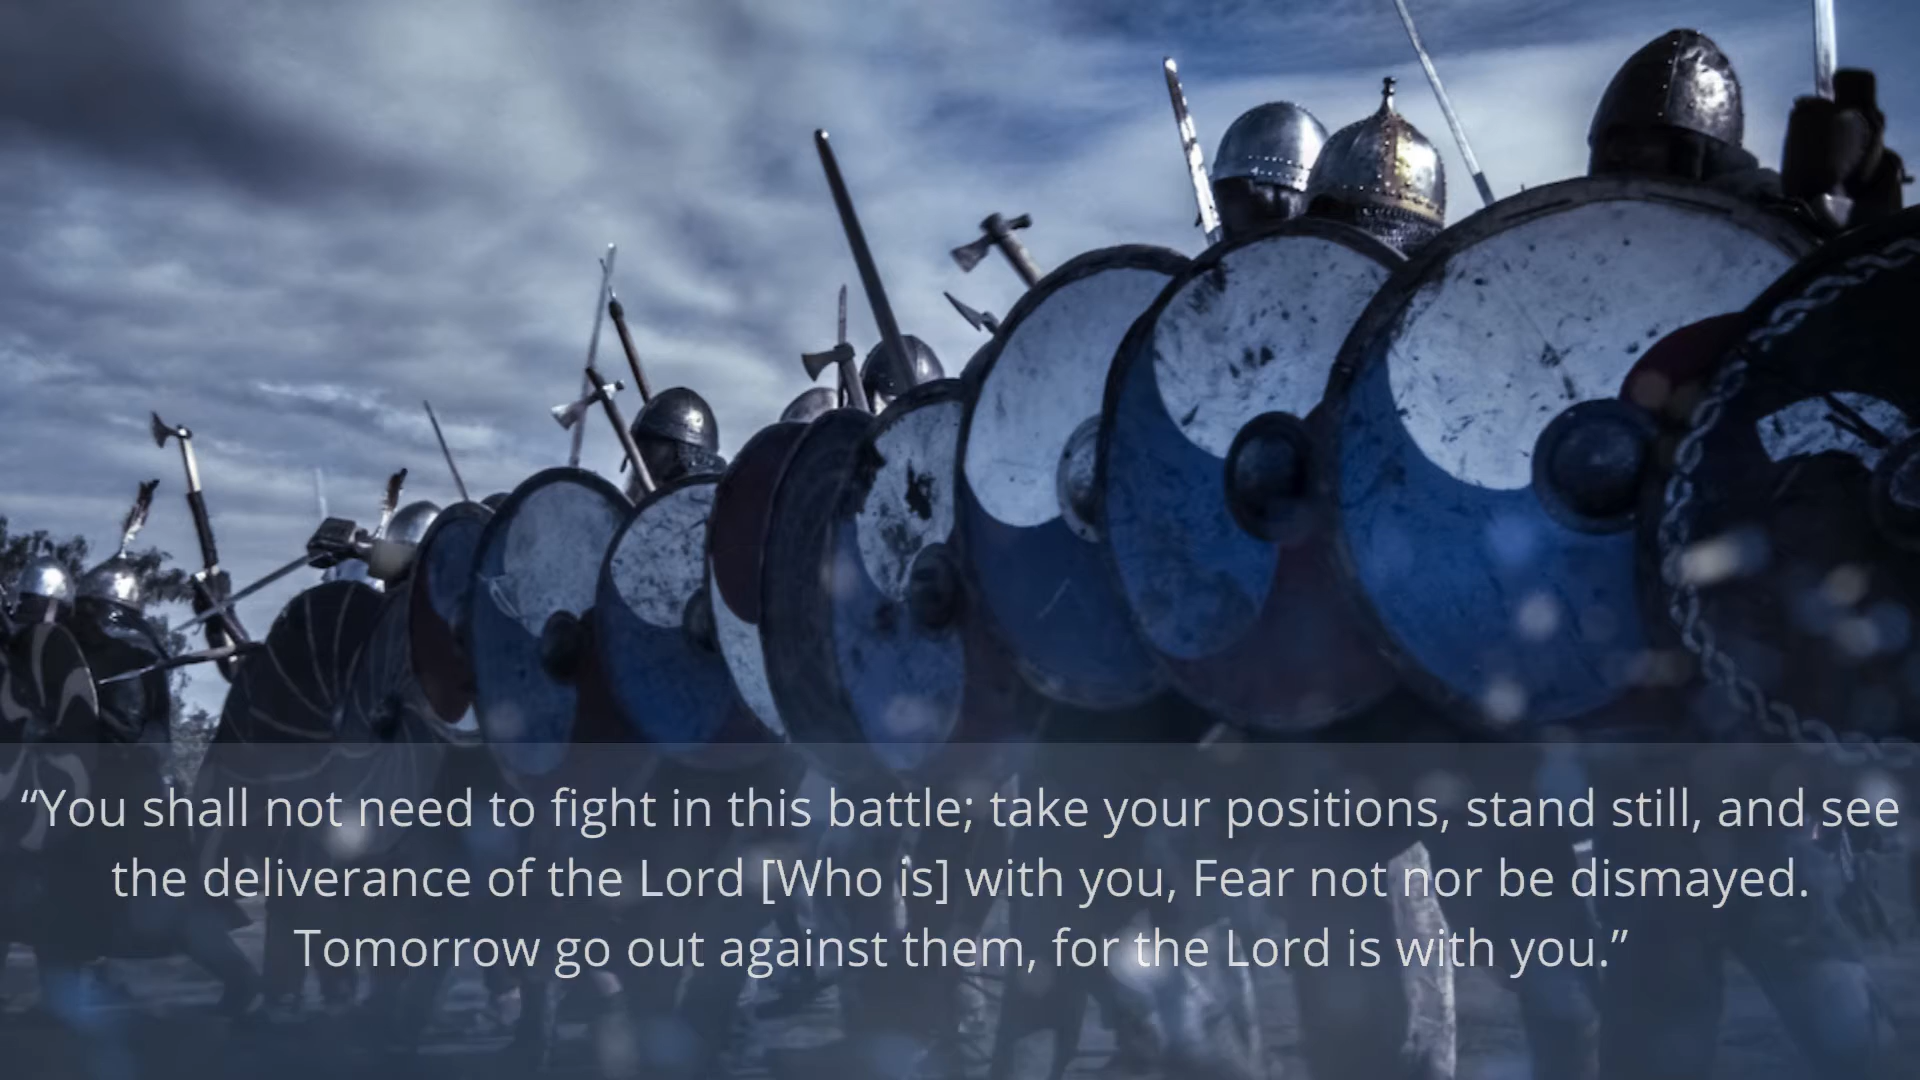 “You shall not need to fight in this battle; take your positions, stand still, and see
the deliverance of the Lord [Who is] with you, Fear not nor be dismayed.
Tomorrow go out against them, for the Lord is with you.”